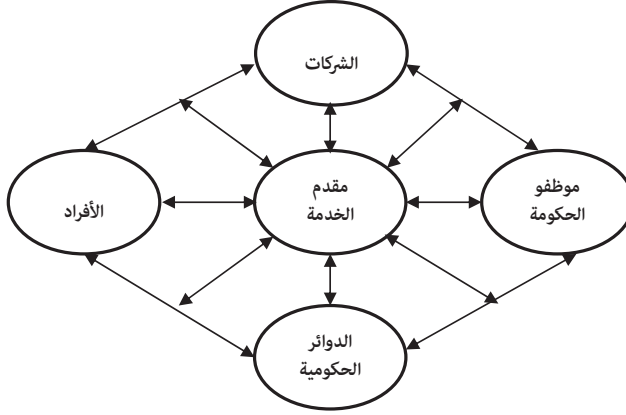 الشركات
موظفو
الحكومة
مقدم
الخدمة
الأفراد
الدوائر
الحكومية